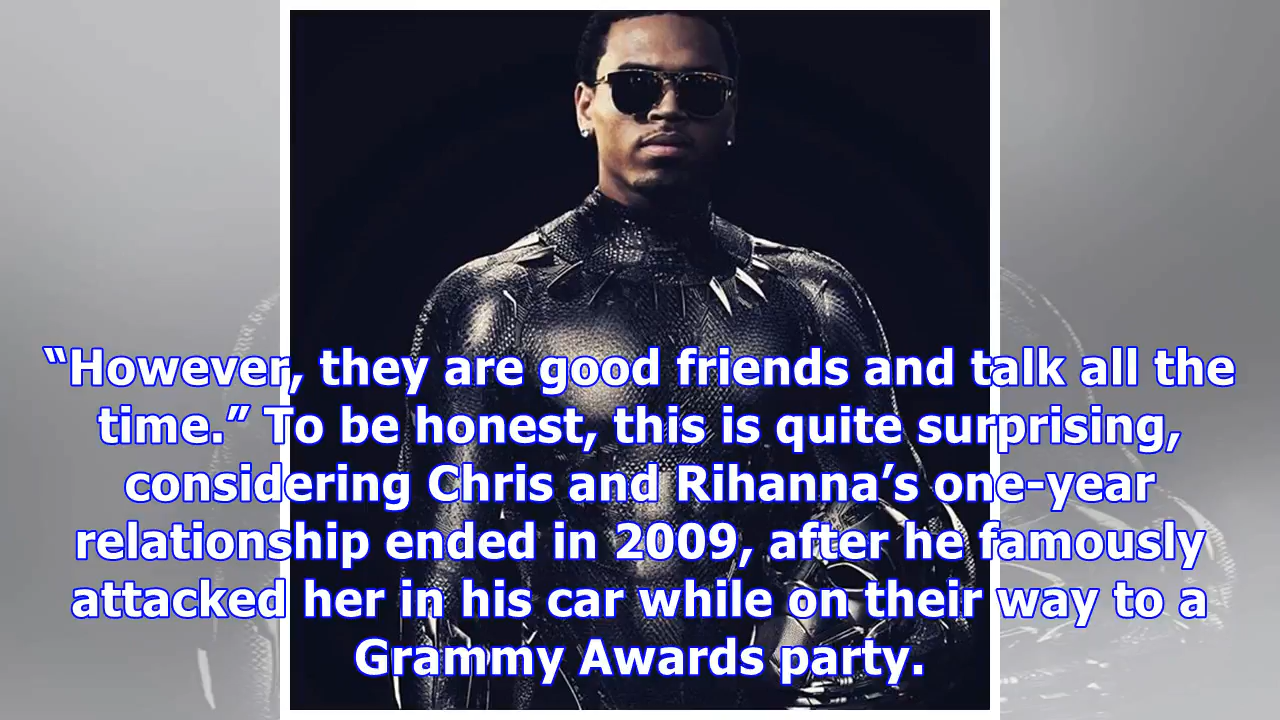 “However, they are good friends and talk all the
time.” To be honest, this is quite surprising,
considering Chris and Rihanna’s one-year
relationship ended in 2009, after he famously
attacked her in his car while on their way to a
Grammy Awards party.